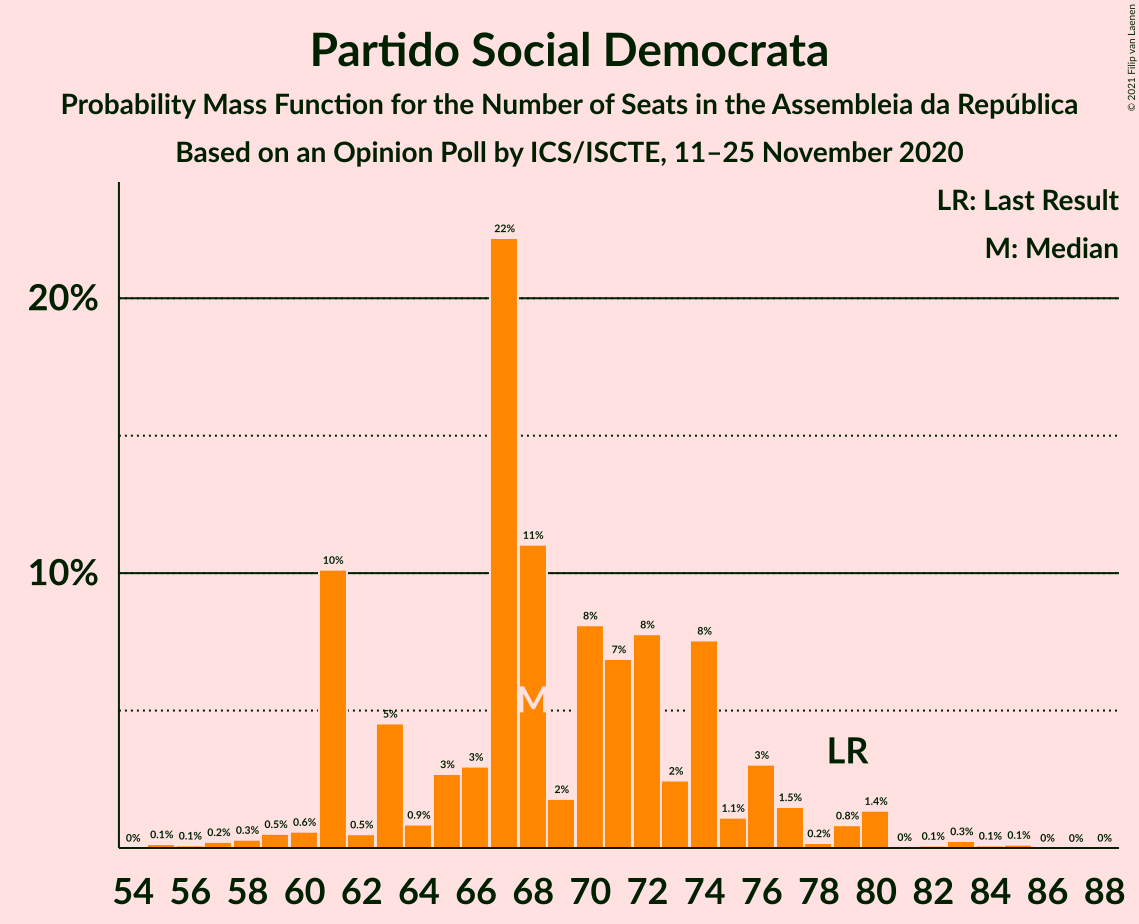 Partido Social Democrata
Probability Mass Function for the Number of Seats in the Assembleia da República
Based on an Opinion Poll by ICS/ISCTE, 11–25 November 2020
© 2021 Filip van Laenen
LR: Last Result
M: Median
20%
10%
0% 0.1% 0.1% 0.2% 0.3% 0.5% 0.6% 10% 0.5% 5% 0.9% 3% 3% 22% 11% 2% 8% 7% 8% 2% 8% 1.1% 3% 1.5% 0.2% 0.8% 1.4% 0% 0.1% 0.3% 0.1% 0.1% 0% 0% 0%
M
LR
54 56 58 60 62 64 66 68 70 72 74 76 78 80 82 84 86 88